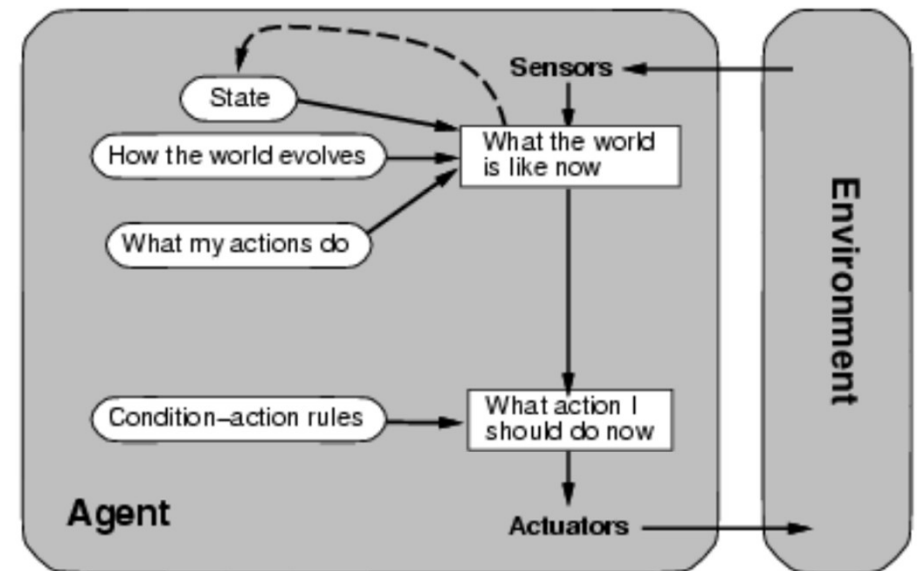 Sensors
State
What the world
is like now
How the world evolves
What my actions do
Environment
Condition–action rules
What action I
should do now
Agent
Actuators